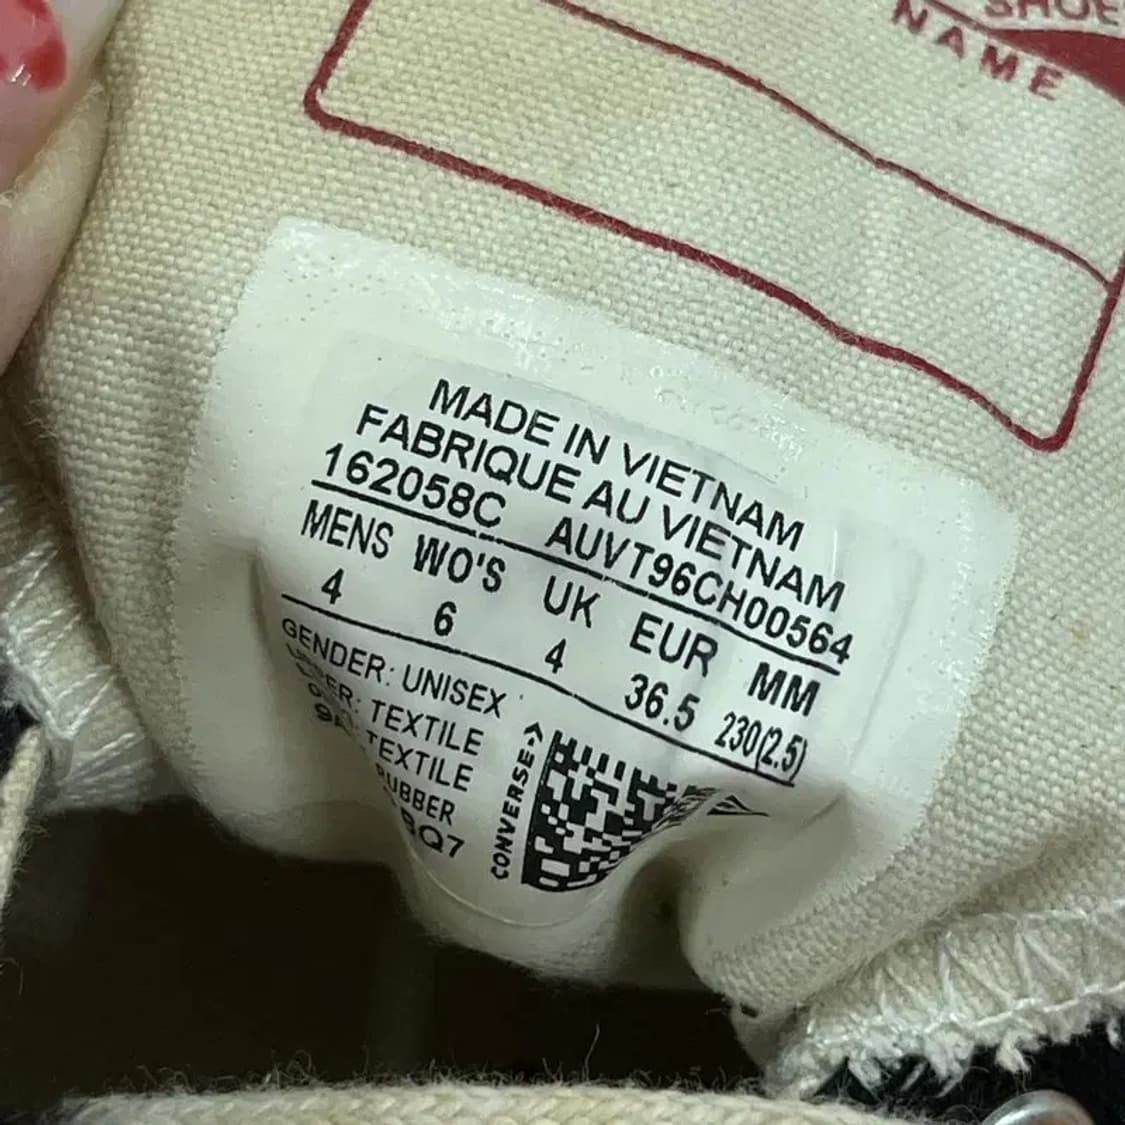 SHOE
NAME
MADE IN VIETNAM
FABRIQUE AU VIETNAM
162058C AUVT96CH00564
MENS WO'S UK EUR MM
4 6 4 36.5 230(2.5)
GENDER: UNISEX
TEXTILE
TEXTILE
RUBBER
BQ7
CONVERSE->